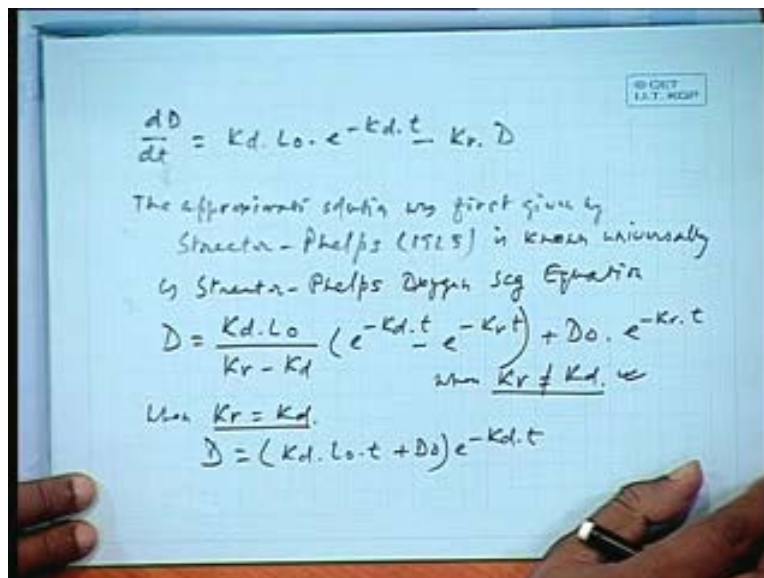 © CET
I.I.T. KGP
dD/dt = Kd. Lo. e^-Kd.t - Kr. D
The approximate solution was first given by
Streeter-Phelps (1925) is known universally
as Streeter-Phelps Oxygen sag Equation
D = Kd.Lo/Kr - Kd (e^-Kd.t - e^-Kr t) + Do. e^-Kr.t
when Kr ≠ Kd.
When Kr = Kd.
D = (Kd. Lo.t + Do) e^-Kd.t